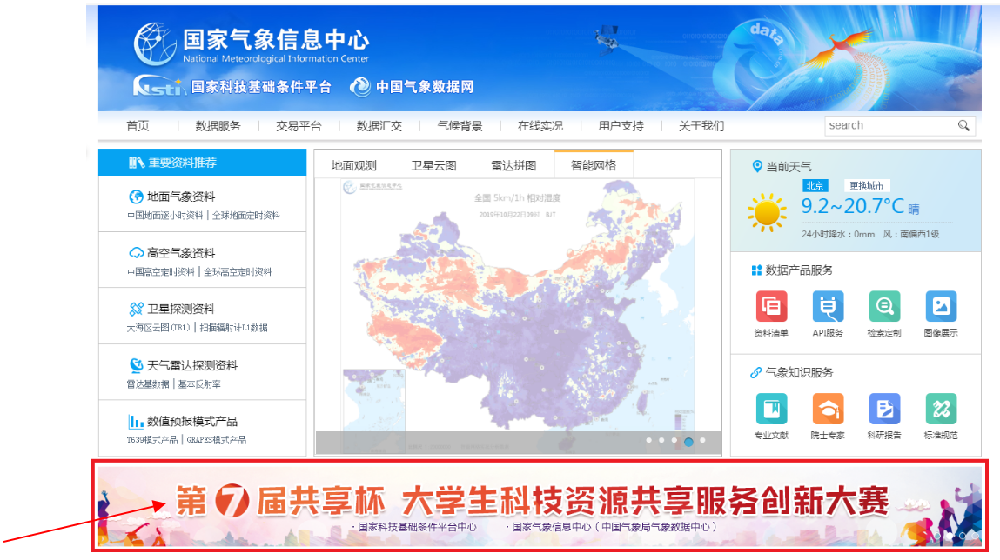 国家气象信息中心
National Meteorological Information Center
Nsti 国家科技基础条件平台 中国气象数据网
data
首页 数据服务 交易平台 数据汇交 气候背景 在线实况 用户支持 关于我们 search
重要资料推荐
地面气象资料
中国地面逐小时资料 | 全球地面定时资料
高空气象资料
中国高空定时资料 | 全球高空定时资料
卫星探测资料
大海区云图(IR1) | 扫描辐射计L1数据
天气雷达探测资料
雷达基数据 | 基本反射率
数值预报模式产品
T639模式产品 | GRAPES模式产品
地面观测 卫星云图 雷达拼图 智能网格
国家气象信息中心
全国 5km/1h 相对湿度
2019年10月22日09时 BJT
当前天气
北京 更换城市
9.2~20.7°C 晴
24小时降水：0mm 风：南偏西1级
数据产品服务
资料清单 API服务 检索定制 图像展示
气象知识服务
专业文献 院士专家 科研报告 标准规范
第7届共享杯 大学生科技资源共享服务创新大赛
·国家科技基础条件平台中心 ·国家气象信息中心（中国气象局气象数据中心）